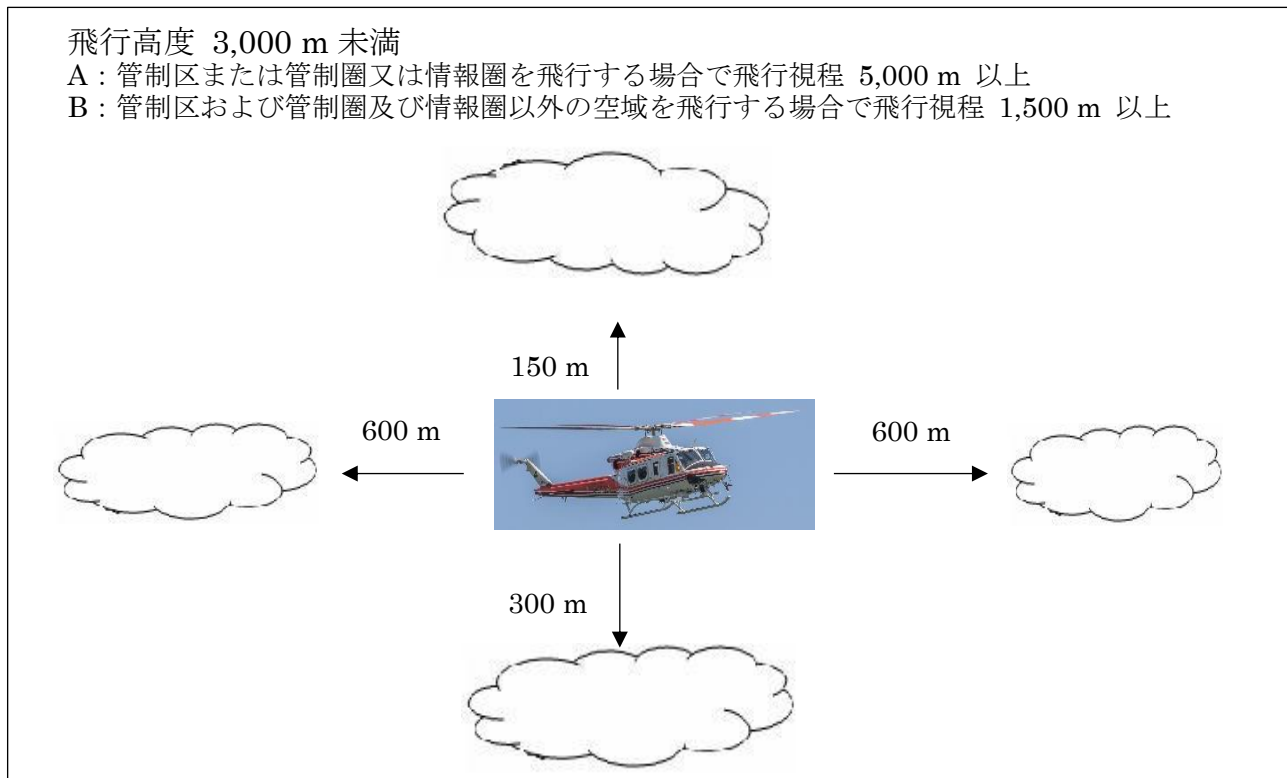 飛行高度 3,000 m 未満
A：管制区または管制圏又は情報圏を飛行する場合で飛行視程 5,000 m 以上
B：管制区および管制圏及び情報圏以外の空域を飛行する場合で飛行視程 1,500 m 以上
150 m
600 m
600 m
300 m